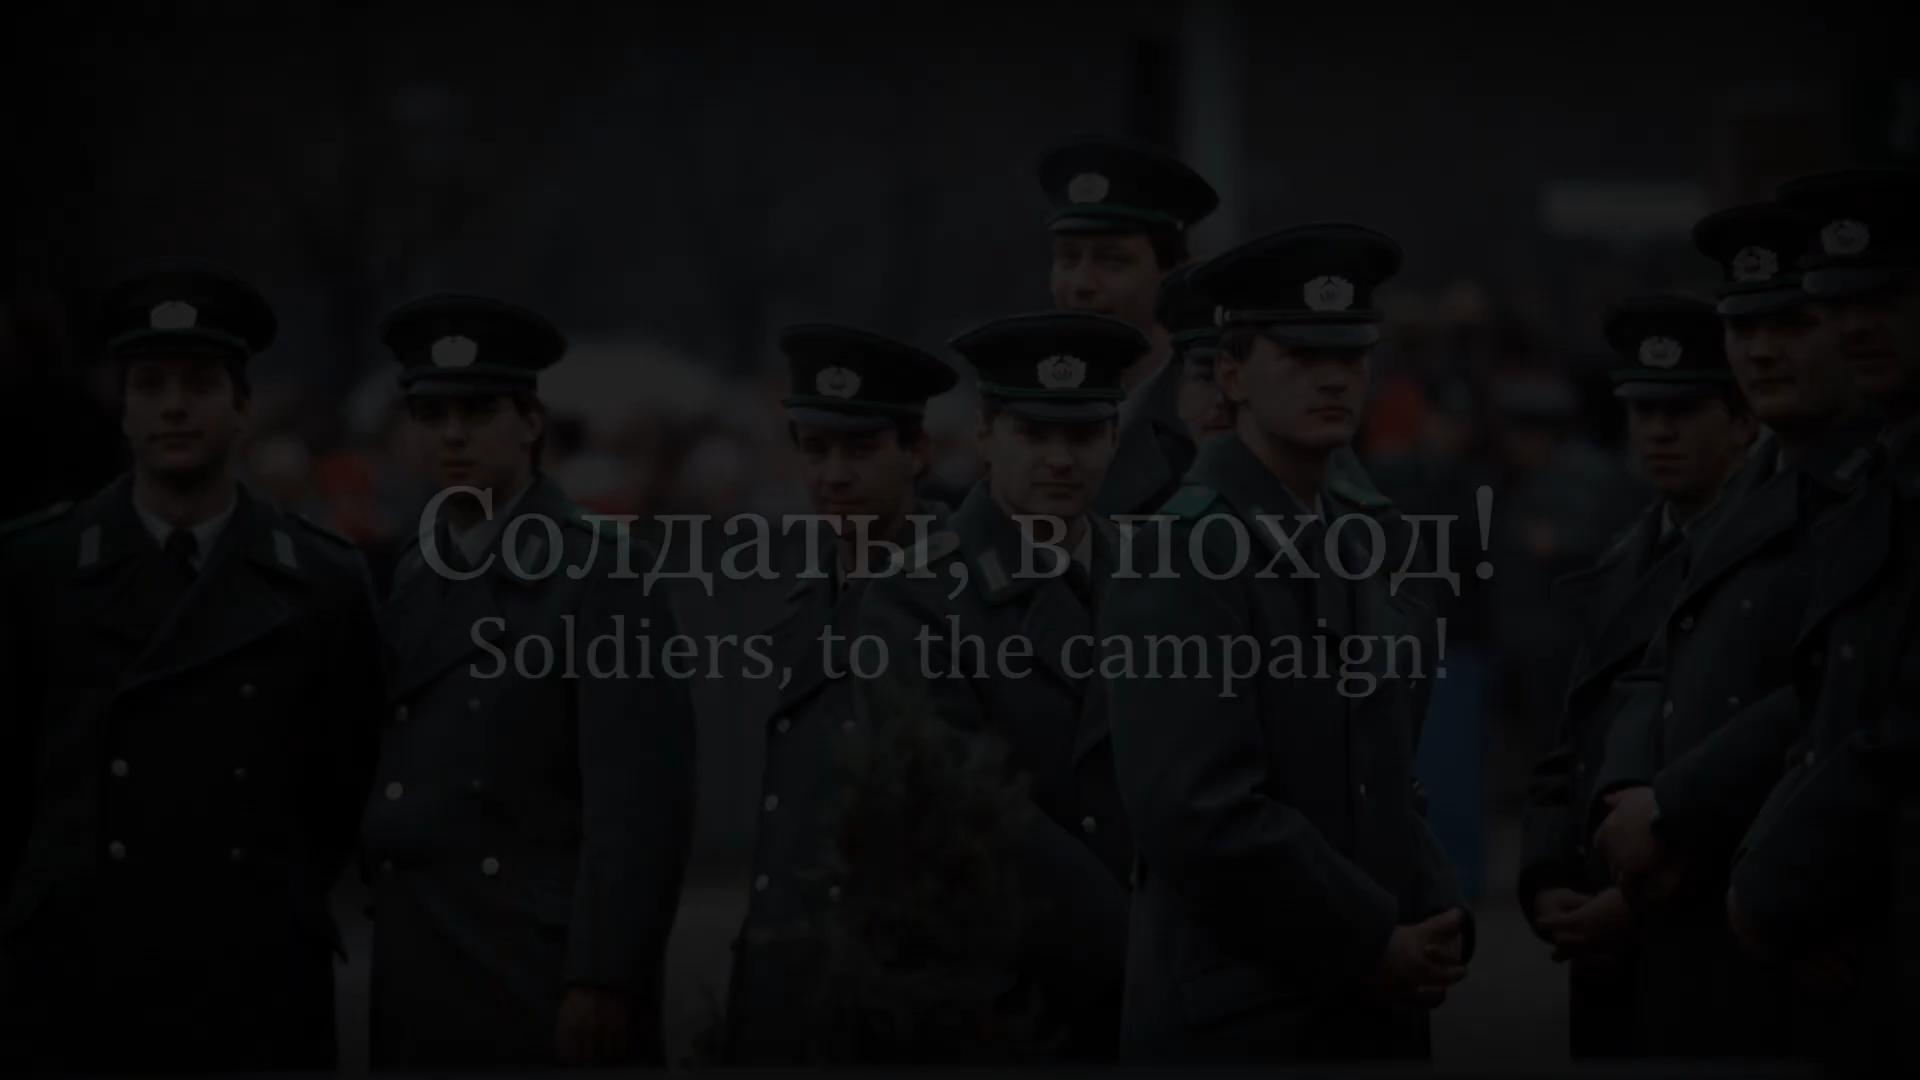 Солдаты, в поход!
Soldiers, to the campaign!